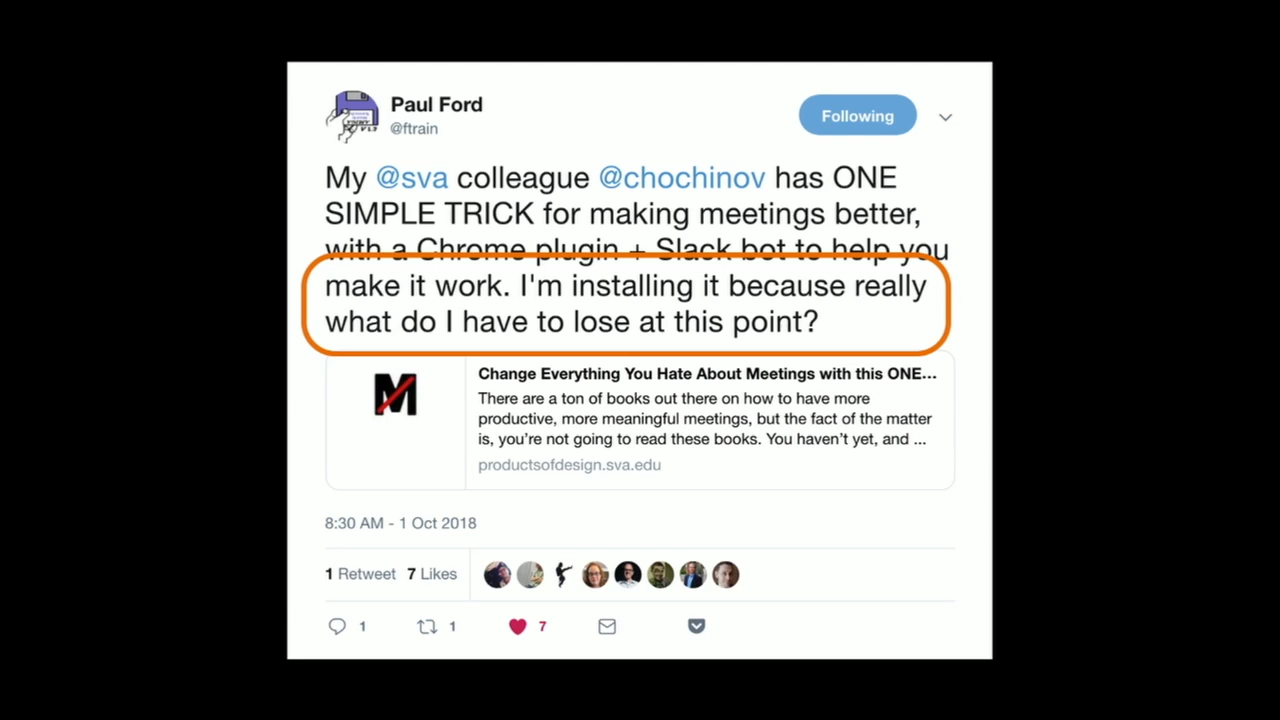 Paul Ford
@ftrain
Following
My @sva colleague @chochinov has ONE
SIMPLE TRICK for making meetings better,
with a Chrome plugin + Slack bot to help you
make it work. I'm installing it because really
what do I have to lose at this point?
M
Change Everything You Hate About Meetings with this ONE...
There are a ton of books out there on how to have more
productive, more meaningful meetings, but the fact of the matter
is, you’re not going to read these books. You haven’t yet, and ...
productsofdesign.sva.edu
8:30 AM - 1 Oct 2018
1 Retweet 7 Likes
1 1 7